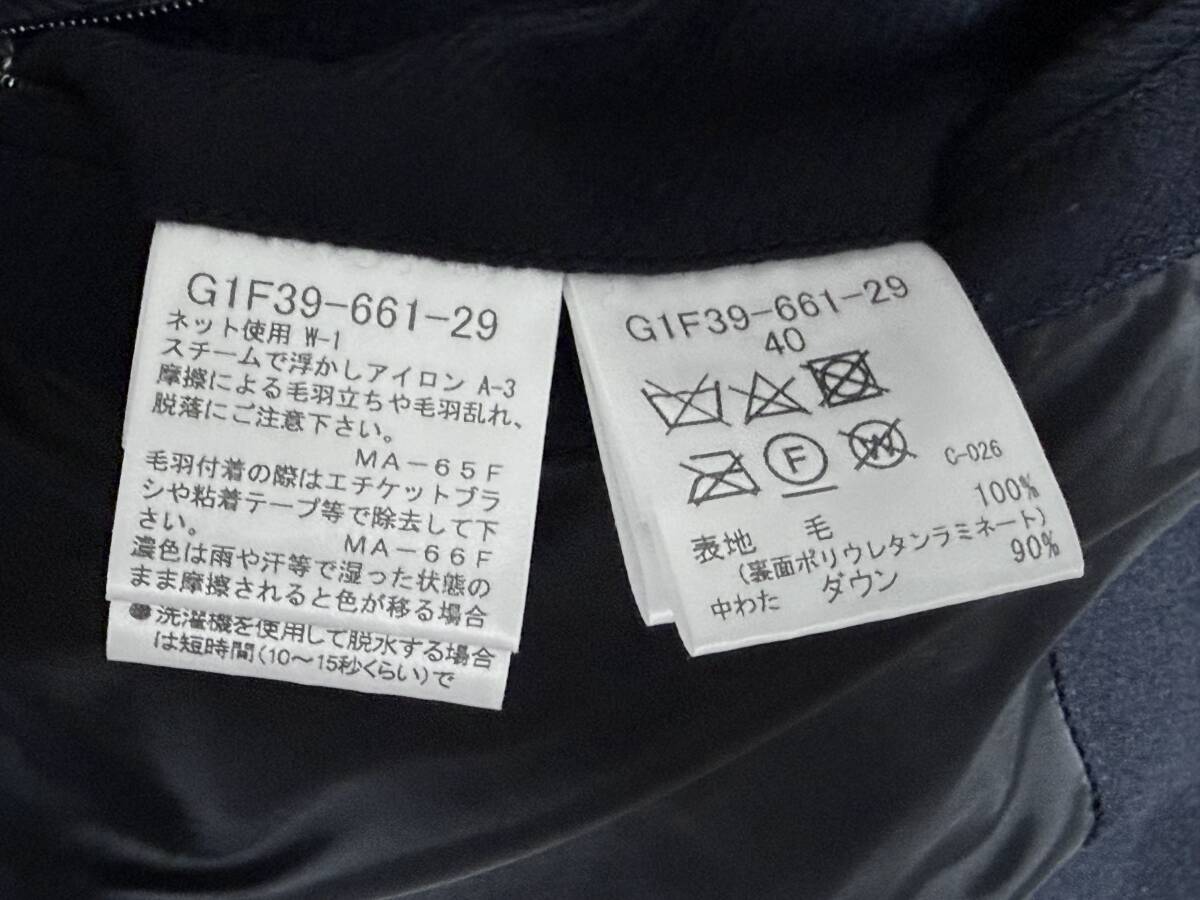 G1F39-661-29
ネット使用 W-1
スチームで浮かしアイロン A-3
摩擦による毛羽立ちや毛羽乱れ、
脱落にご注意下さい。
MA-65F
毛羽付着の際はエチケットブラ
シや粘着テープ等で除去して下
さい。
MA-66F
濃色は雨や汗等で湿った状態の
まま摩擦されると色が移る場合
●洗濯機を使用して脱水する場合
は短時間(10～15秒くらい)で
G1F39-661-29
40
F
W
C-026
表地 毛 100%
(裏面ポリウレタンラミネート)
中わた ダウン 90%